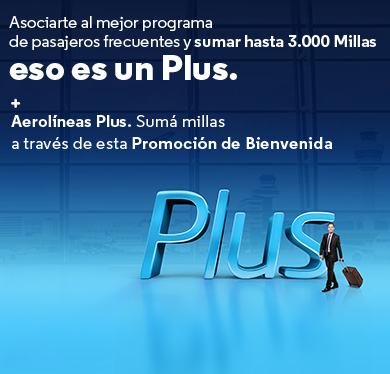 Asociarte al mejor programa
de pasajeros frecuentes y sumar hasta 3.000 Millas
eso es un Plus.
+
Aerolíneas Plus. Sumá millas
a través de esta Promoción de Bienvenida
Plus